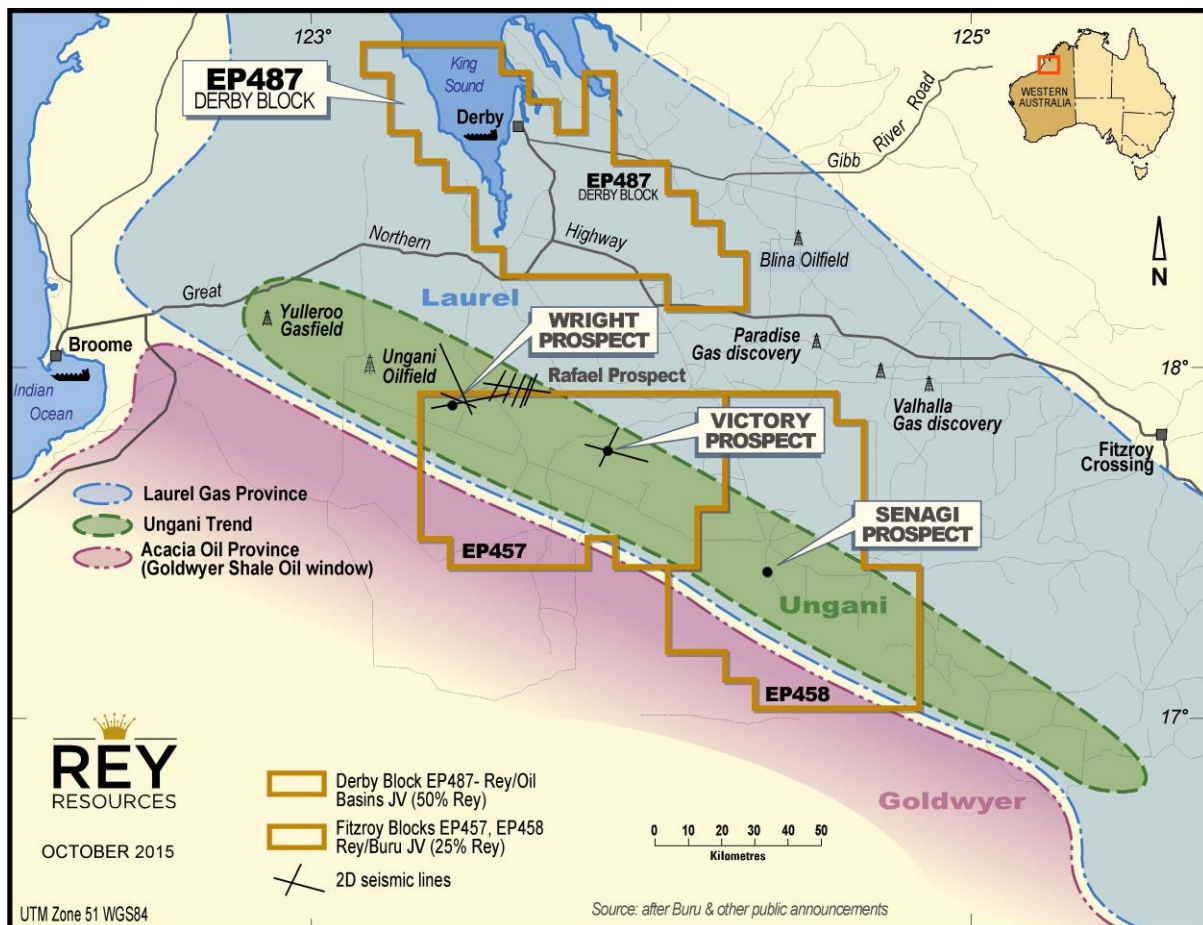 123°
125°
EP487
DERBY BLOCK
King
Sound
Derby
Gibb River Road
WESTERN
AUSTRALIA
EP487
DERBY BLOCK
N
Great Northern Highway
Blina Oilfield
Laurel
Yulleroo
Gasfield
WRIGHT
PROSPECT
Paradise
Gas discovery
Broome
Ungani
Oilfield
Rafael Prospect
18°
Indian
Ocean
Valhalla
Gas discovery
VICTORY
PROSPECT
Fitzroy
Crossing
Laurel Gas Province
Ungani Trend
Acacia Oil Province
(Goldwyer Shale Oil window)
SENAGI
PROSPECT
EP457
Ungani
EP458
17°
REY
RESOURCES
OCTOBER 2015
Derby Block EP487- Rey/Oil
Basins JV (50% Rey)
Fitzroy Blocks EP457, EP458
Rey/Buru JV (25% Rey)
2D seismic lines
Goldwyer
0 10 20 30 40 50
Kilometres
UTM Zone 51 WGS84
Source: after Buru & other public announcements